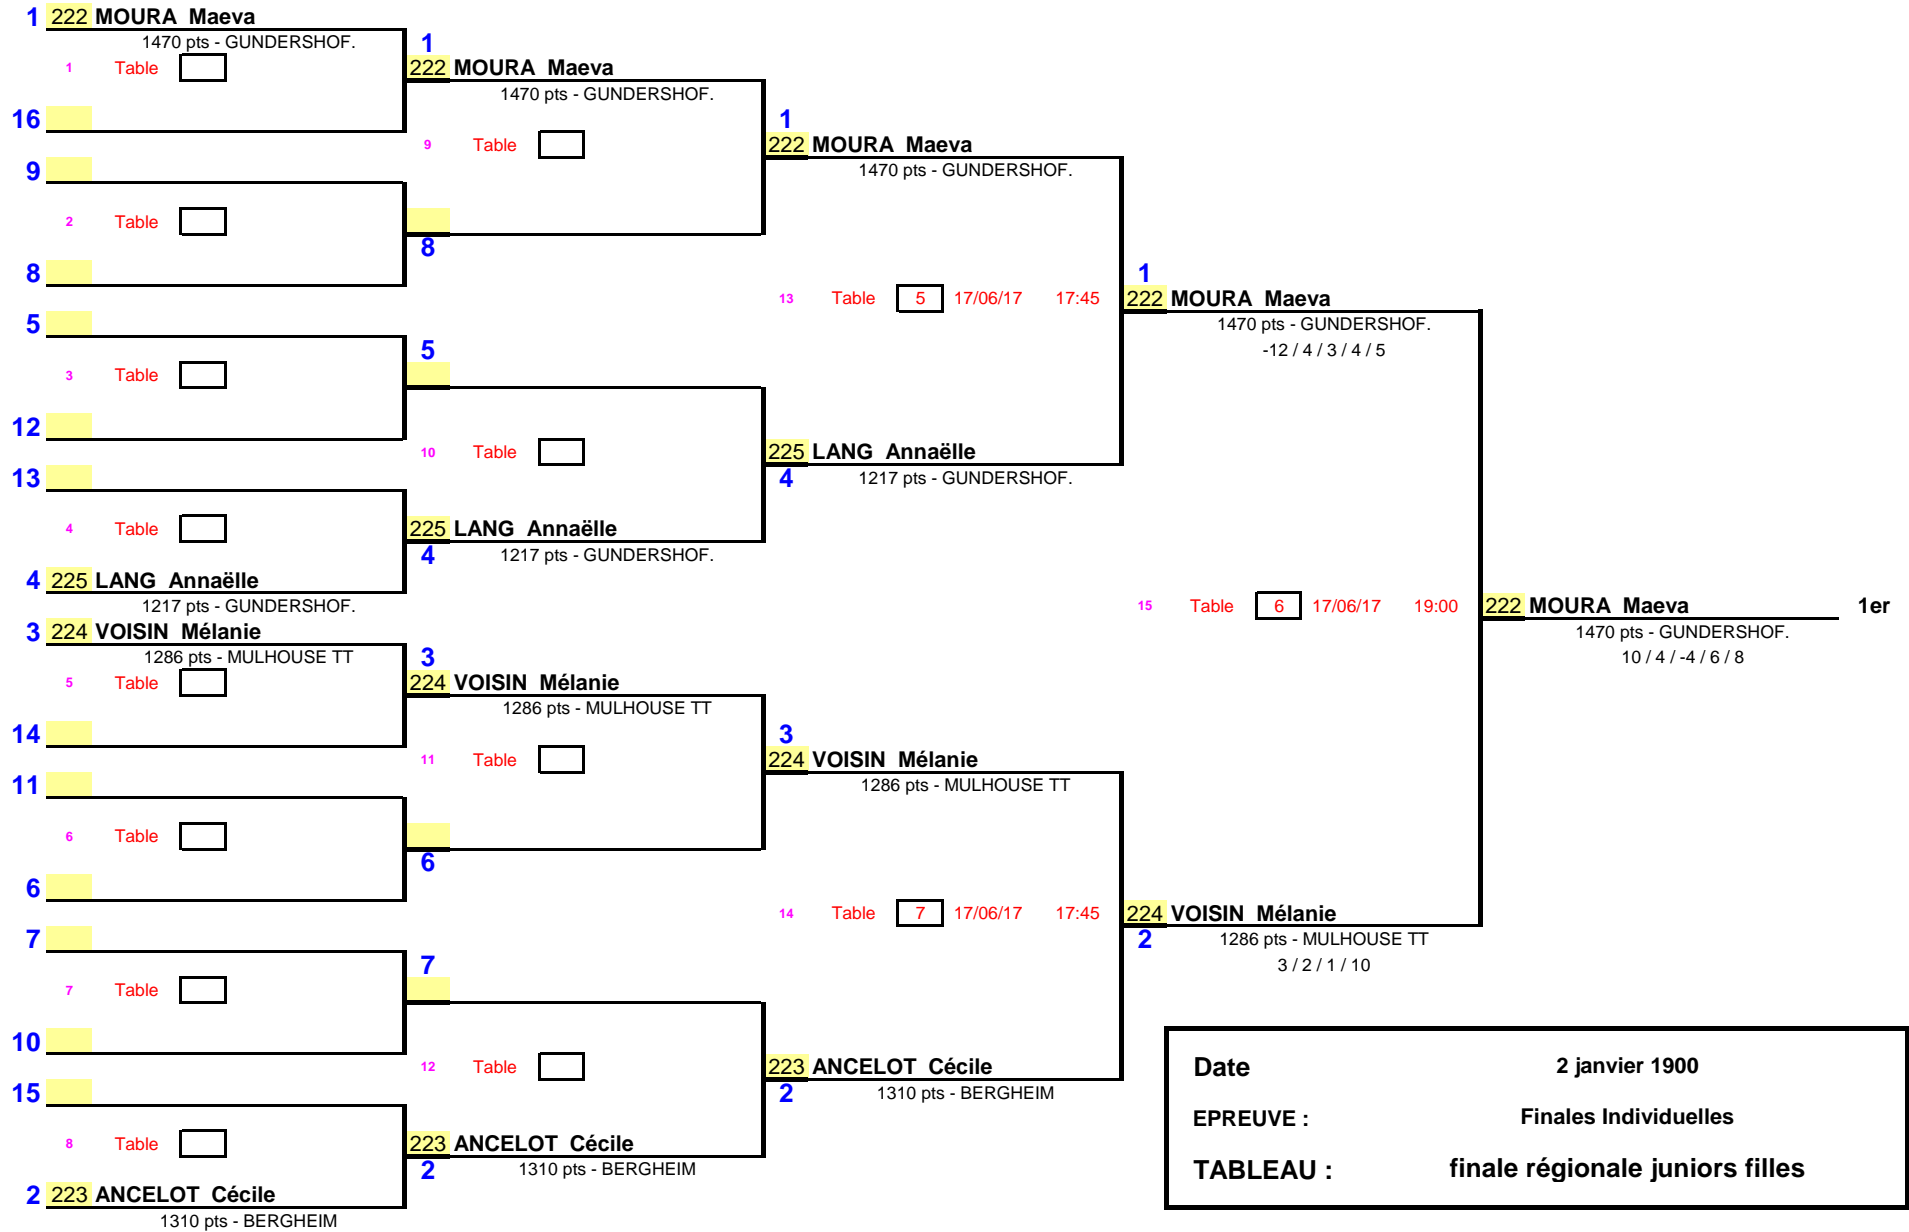 1 222 MOURA Maeva
1470 pts - GUNDERSHOF.
1 Table
16
9
2 Table
8
5
3 Table
12
13
4 Table
4 225 LANG Annaëlle
1217 pts - GUNDERSHOF.
3 224 VOISIN Mélanie
1286 pts - MULHOUSE TT
5 Table
14
11
6 Table
6
7
7 Table
10
15
8 Table
2 223 ANCELOT Cécile
1310 pts - BERGHEIM
1
222 MOURA Maeva
1470 pts - GUNDERSHOF.
9 Table
8
5
10 Table
225 LANG Annaëlle
4
1217 pts - GUNDERSHOF.
3
224 VOISIN Mélanie
1286 pts - MULHOUSE TT
11 Table
6
7
12 Table
223 ANCELOT Cécile
2
1310 pts - BERGHEIM
1
222 MOURA Maeva
1470 pts - GUNDERSHOF.
13 Table 5 17/06/17 17:45
225 LANG Annaëlle
4
1217 pts - GUNDERSHOF.
3
224 VOISIN Mélanie
1286 pts - MULHOUSE TT
14 Table 7 17/06/17 17:45
223 ANCELOT Cécile
2
1310 pts - BERGHEIM
1
222 MOURA Maeva
1470 pts - GUNDERSHOF.
-12 / 4 / 3 / 4 / 5
15 Table 6 17/06/17 19:00
224 VOISIN Mélanie
2
1286 pts - MULHOUSE TT
3 / 2 / 1 / 10
222 MOURA Maeva 1er
1470 pts - GUNDERSHOF.
10 / 4 / -4 / 6 / 8
Date 2 janvier 1900
EPREUVE : Finales Individuelles
TABLEAU : finale régionale juniors filles